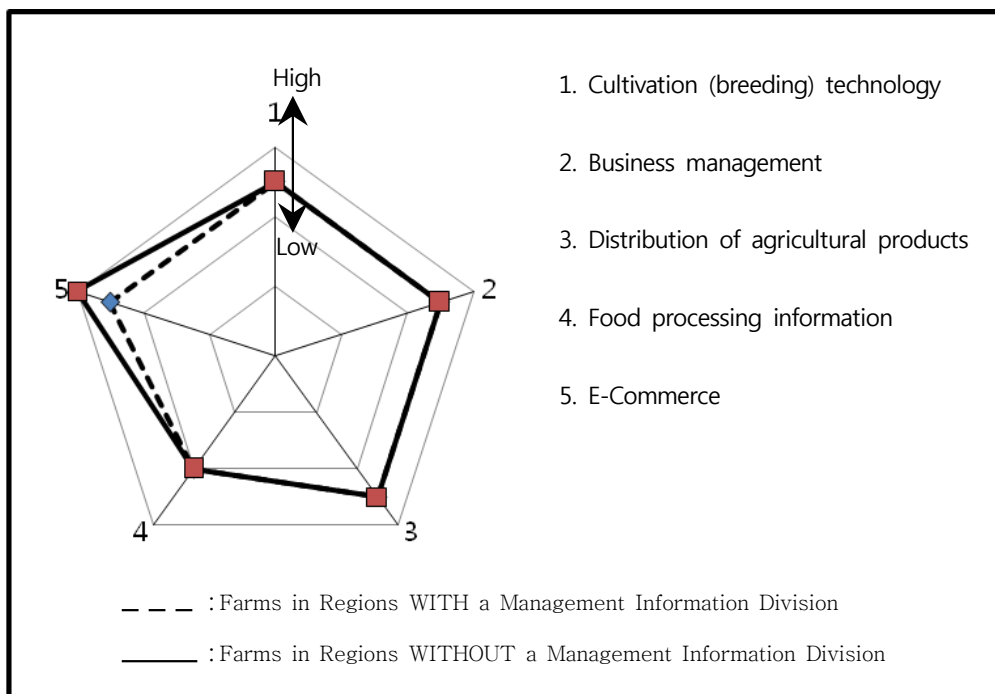 High
1
Low
5
2
4
3
1. Cultivation (breeding) technology
2. Business management
3. Distribution of agricultural products
4. Food processing information
5. E-Commerce
: Farms in Regions WITH a Management Information Division
: Farms in Regions WITHOUT a Management Information Division